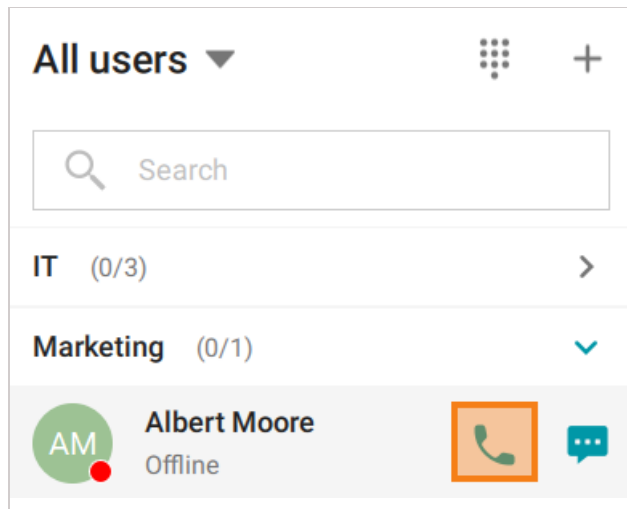 All users
Search
IT (0/3)
Marketing (0/1)
AM
Albert Moore
Offline